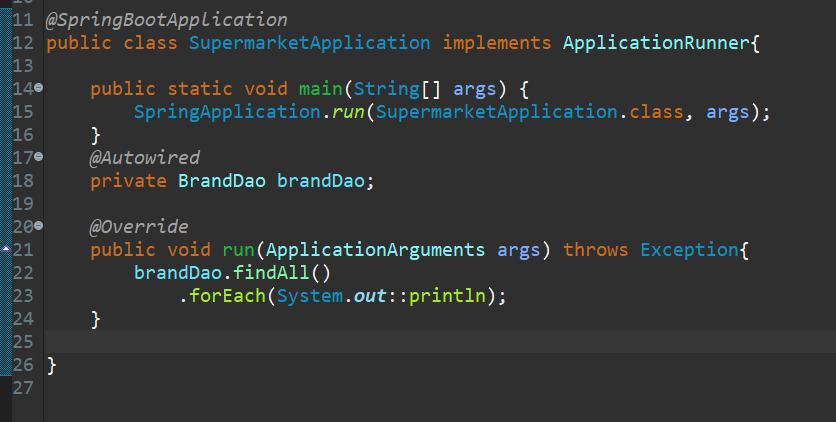 11 @SpringBootApplication
12 public class SupermarketApplication implements ApplicationRunner{
13
14 public static void main(String[] args) {
15 SpringApplication.run(SupermarketApplication.class, args);
16 }
17 @Autowired
18 private BrandDao brandDao;
19
20 @Override
21 public void run(ApplicationArguments args) throws Exception{
22 brandDao.findAll()
23 .forEach(System.out::println);
24 }
25
26 }
27